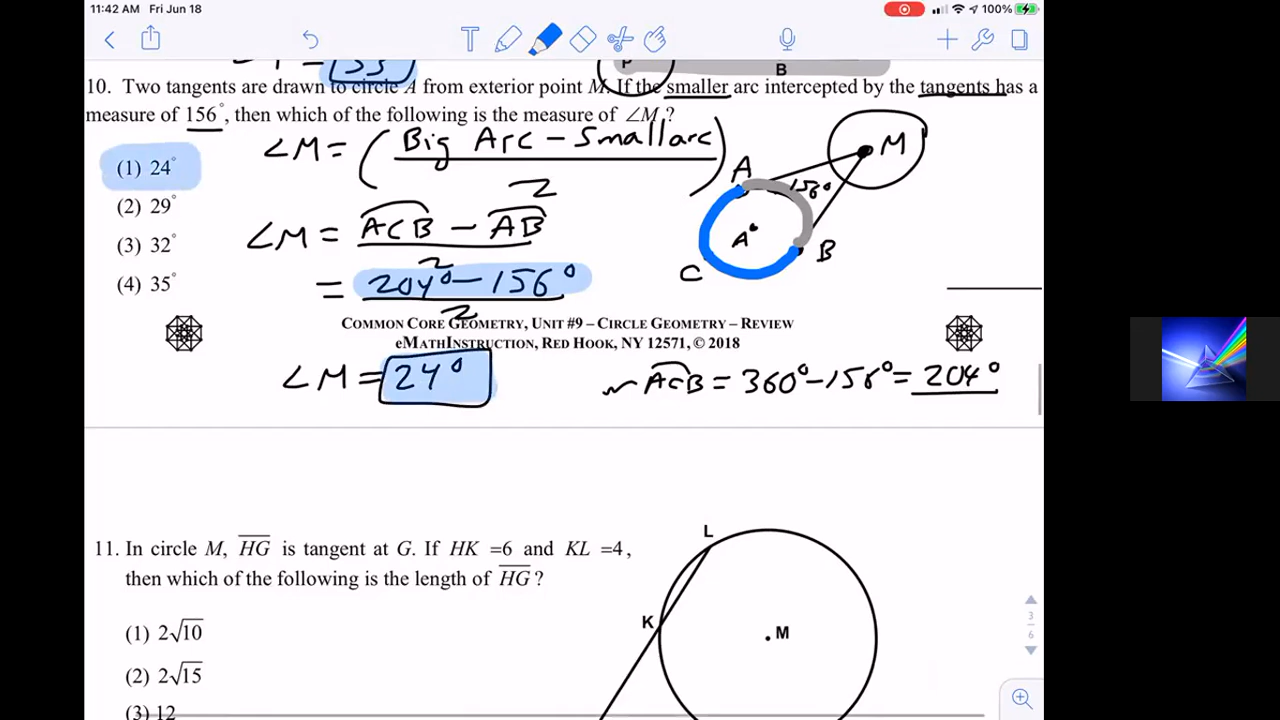 11:42 AM Fri Jun 18
100%
B
10. Two tangents are drawn to circle A from exterior point M. If the smaller arc intercepted by the tangents has a
measure of 156°, then which of the following is the measure of ∠M?
∠M = (Big Arc − Small arc)
2
(1) 24°
(2) 29°
(3) 32°
(4) 35°
∠M = ACB − AB
2
= 204° − 156°
2
A
M
156°
A
B
C
COMMON CORE GEOMETRY, UNIT #9 – CIRCLE GEOMETRY – REVIEW
eMATHINSTRUCTION, RED HOOK, NY 12571, © 2018
∠M = 24°
m ACB = 360° − 156° = 204°
11. In circle M, HG is tangent at G. If HK =6 and KL =4,
then which of the following is the length of HG?
(1) 2√10
(2) 2√15
(3) 12
L
K
M
3
6